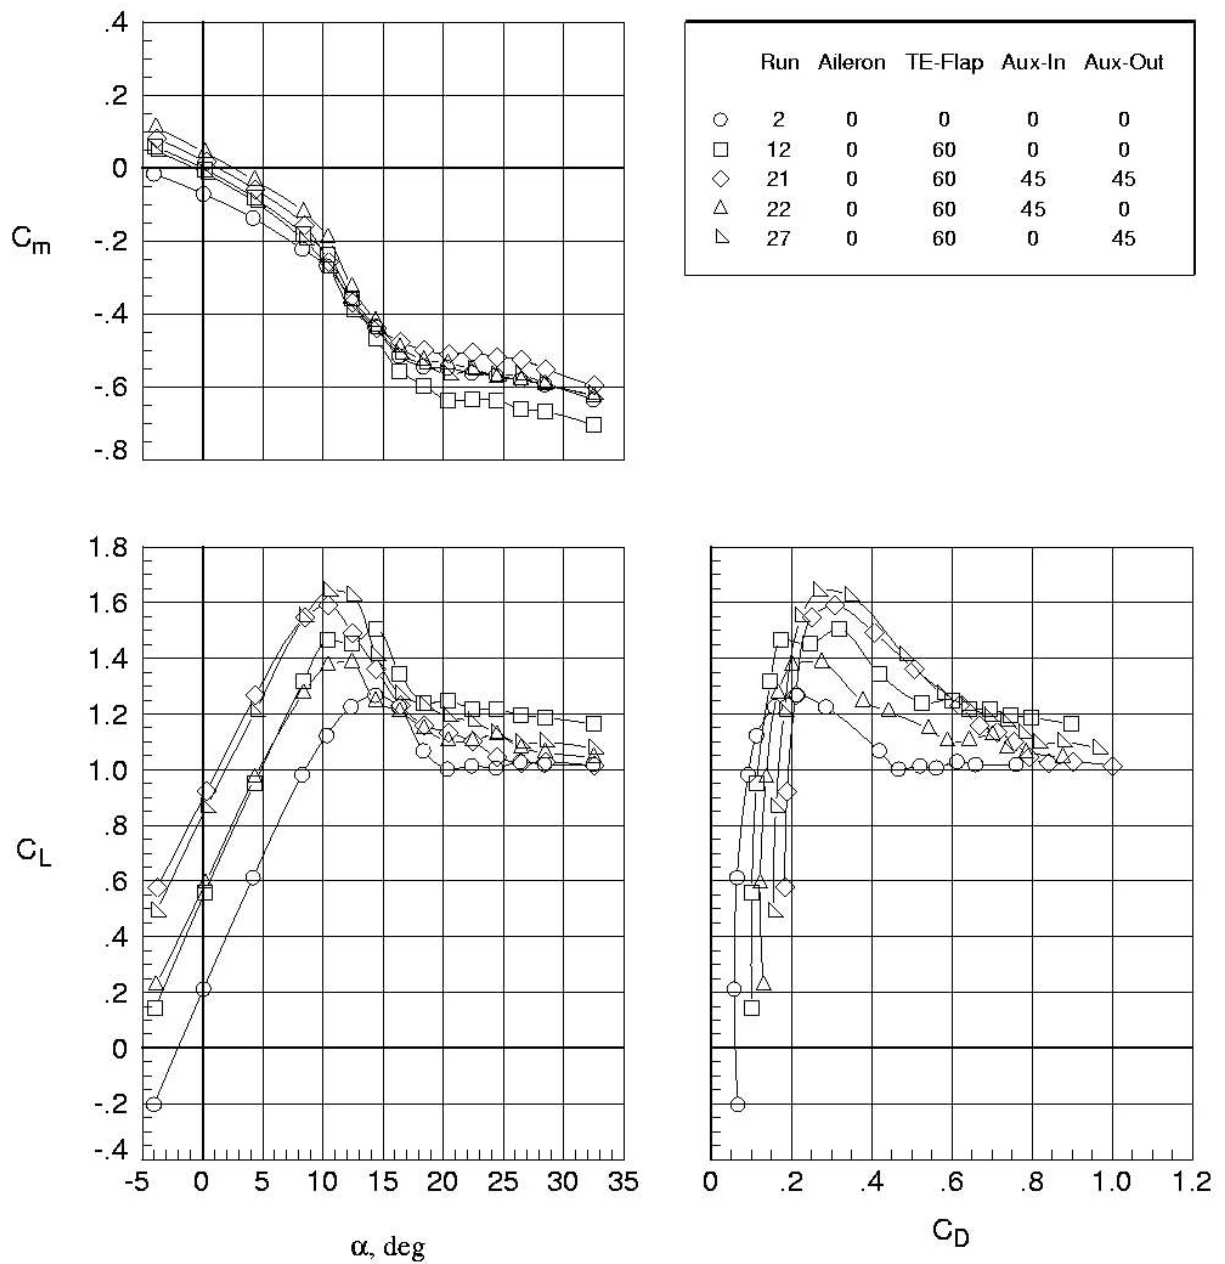 .4
.2
0
-.2
-.4
-.6
-.8
Cm
Run Aileron TE-Flap Aux-In Aux-Out
2 0 0 0 0
12 0 60 0 0
21 0 60 45 45
22 0 60 45 0
27 0 60 0 45
1.8
1.6
1.4
1.2
1.0
.8
.6
.4
.2
0
-.2
-.4
CL
-5 0 5 10 15 20 25 30 35
α, deg
0 .2 .4 .6 .8 1.0 1.2
CD